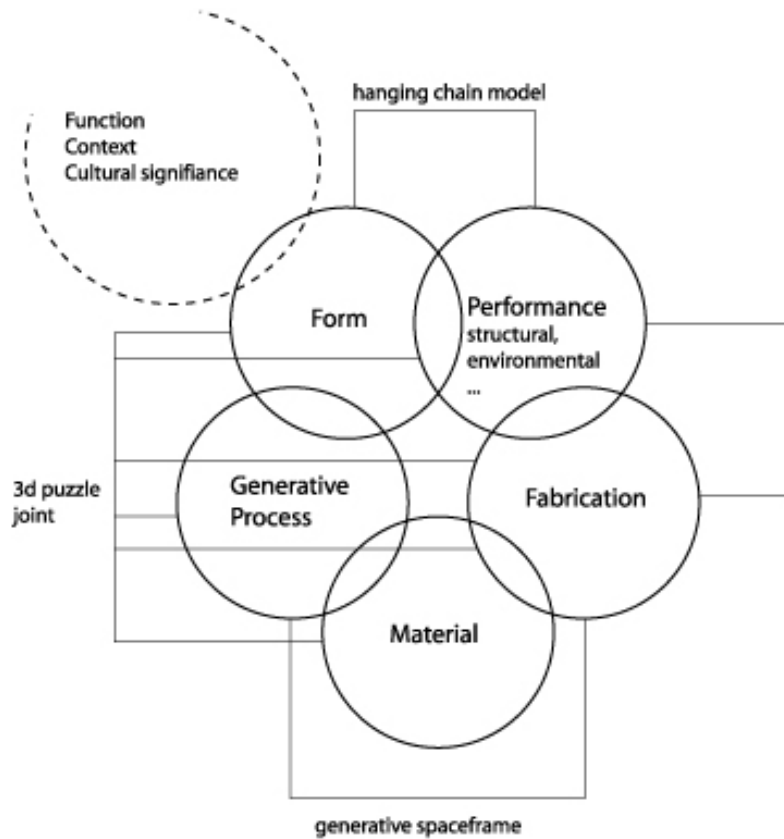 hanging chain model
Function
Context
Cultural signifiance
Form
Performance
structural,
environmental
...
3d puzzle
joint
Generative
Process
Fabrication
Material
generative spaceframe